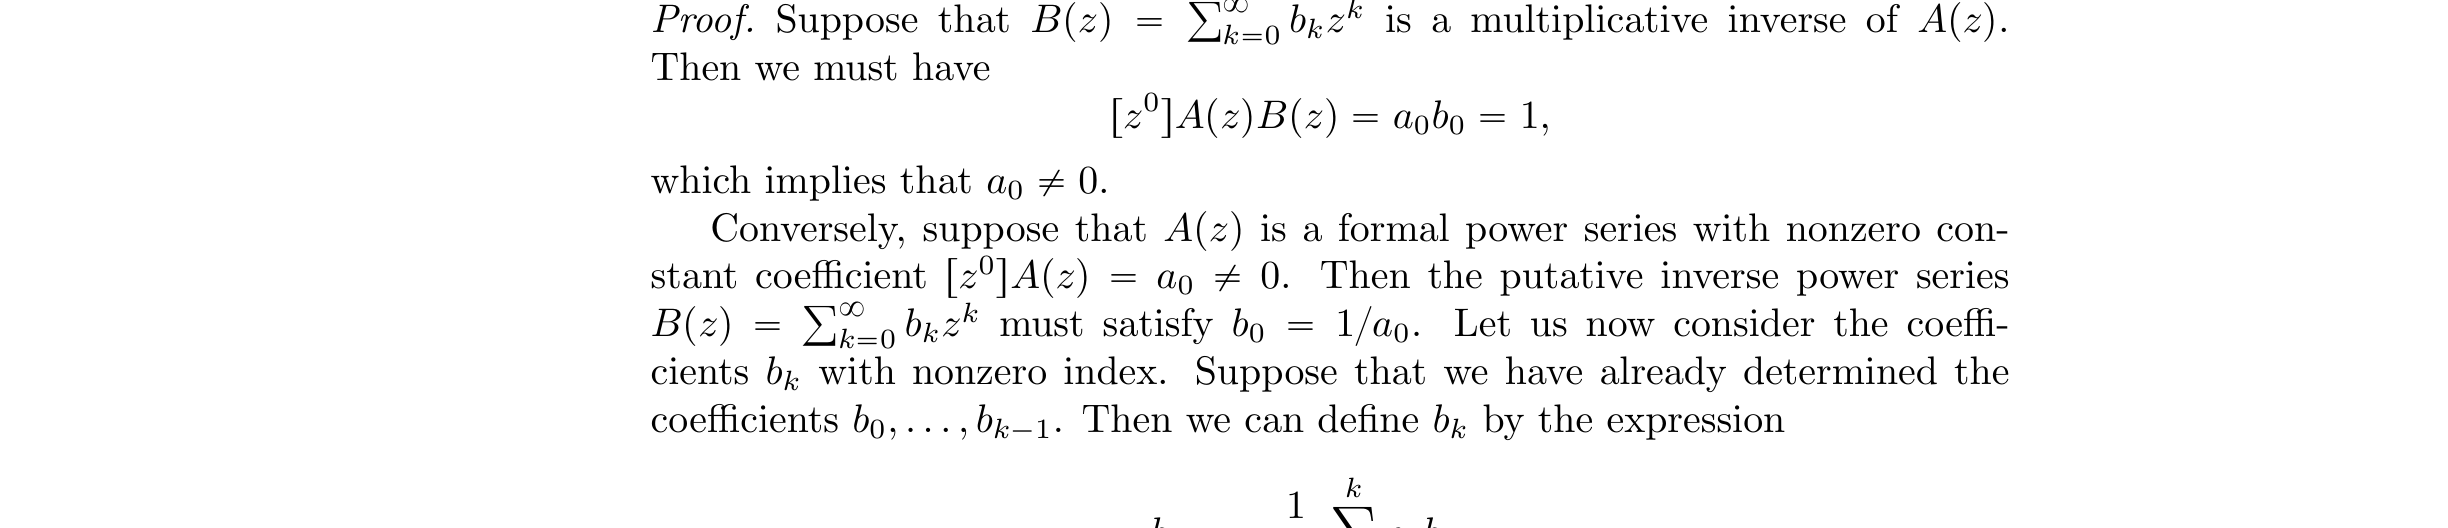 Proof. Suppose that B(z) = ∑_{k=0}^{∞} b_k z^k is a multiplicative inverse of A(z).
Then we must have
[z^0]A(z)B(z) = a_0 b_0 = 1,
which implies that a_0 ≠ 0.
Conversely, suppose that A(z) is a formal power series with nonzero con-
stant coefficient [z^0]A(z) = a_0 ≠ 0. Then the putative inverse power series
B(z) = ∑_{k=0}^{∞} b_k z^k must satisfy b_0 = 1/a_0. Let us now consider the coeffi-
cients b_k with nonzero index. Suppose that we have already determined the
coefficients b_0, . . . , b_{k−1}. Then we can define b_k by the expression